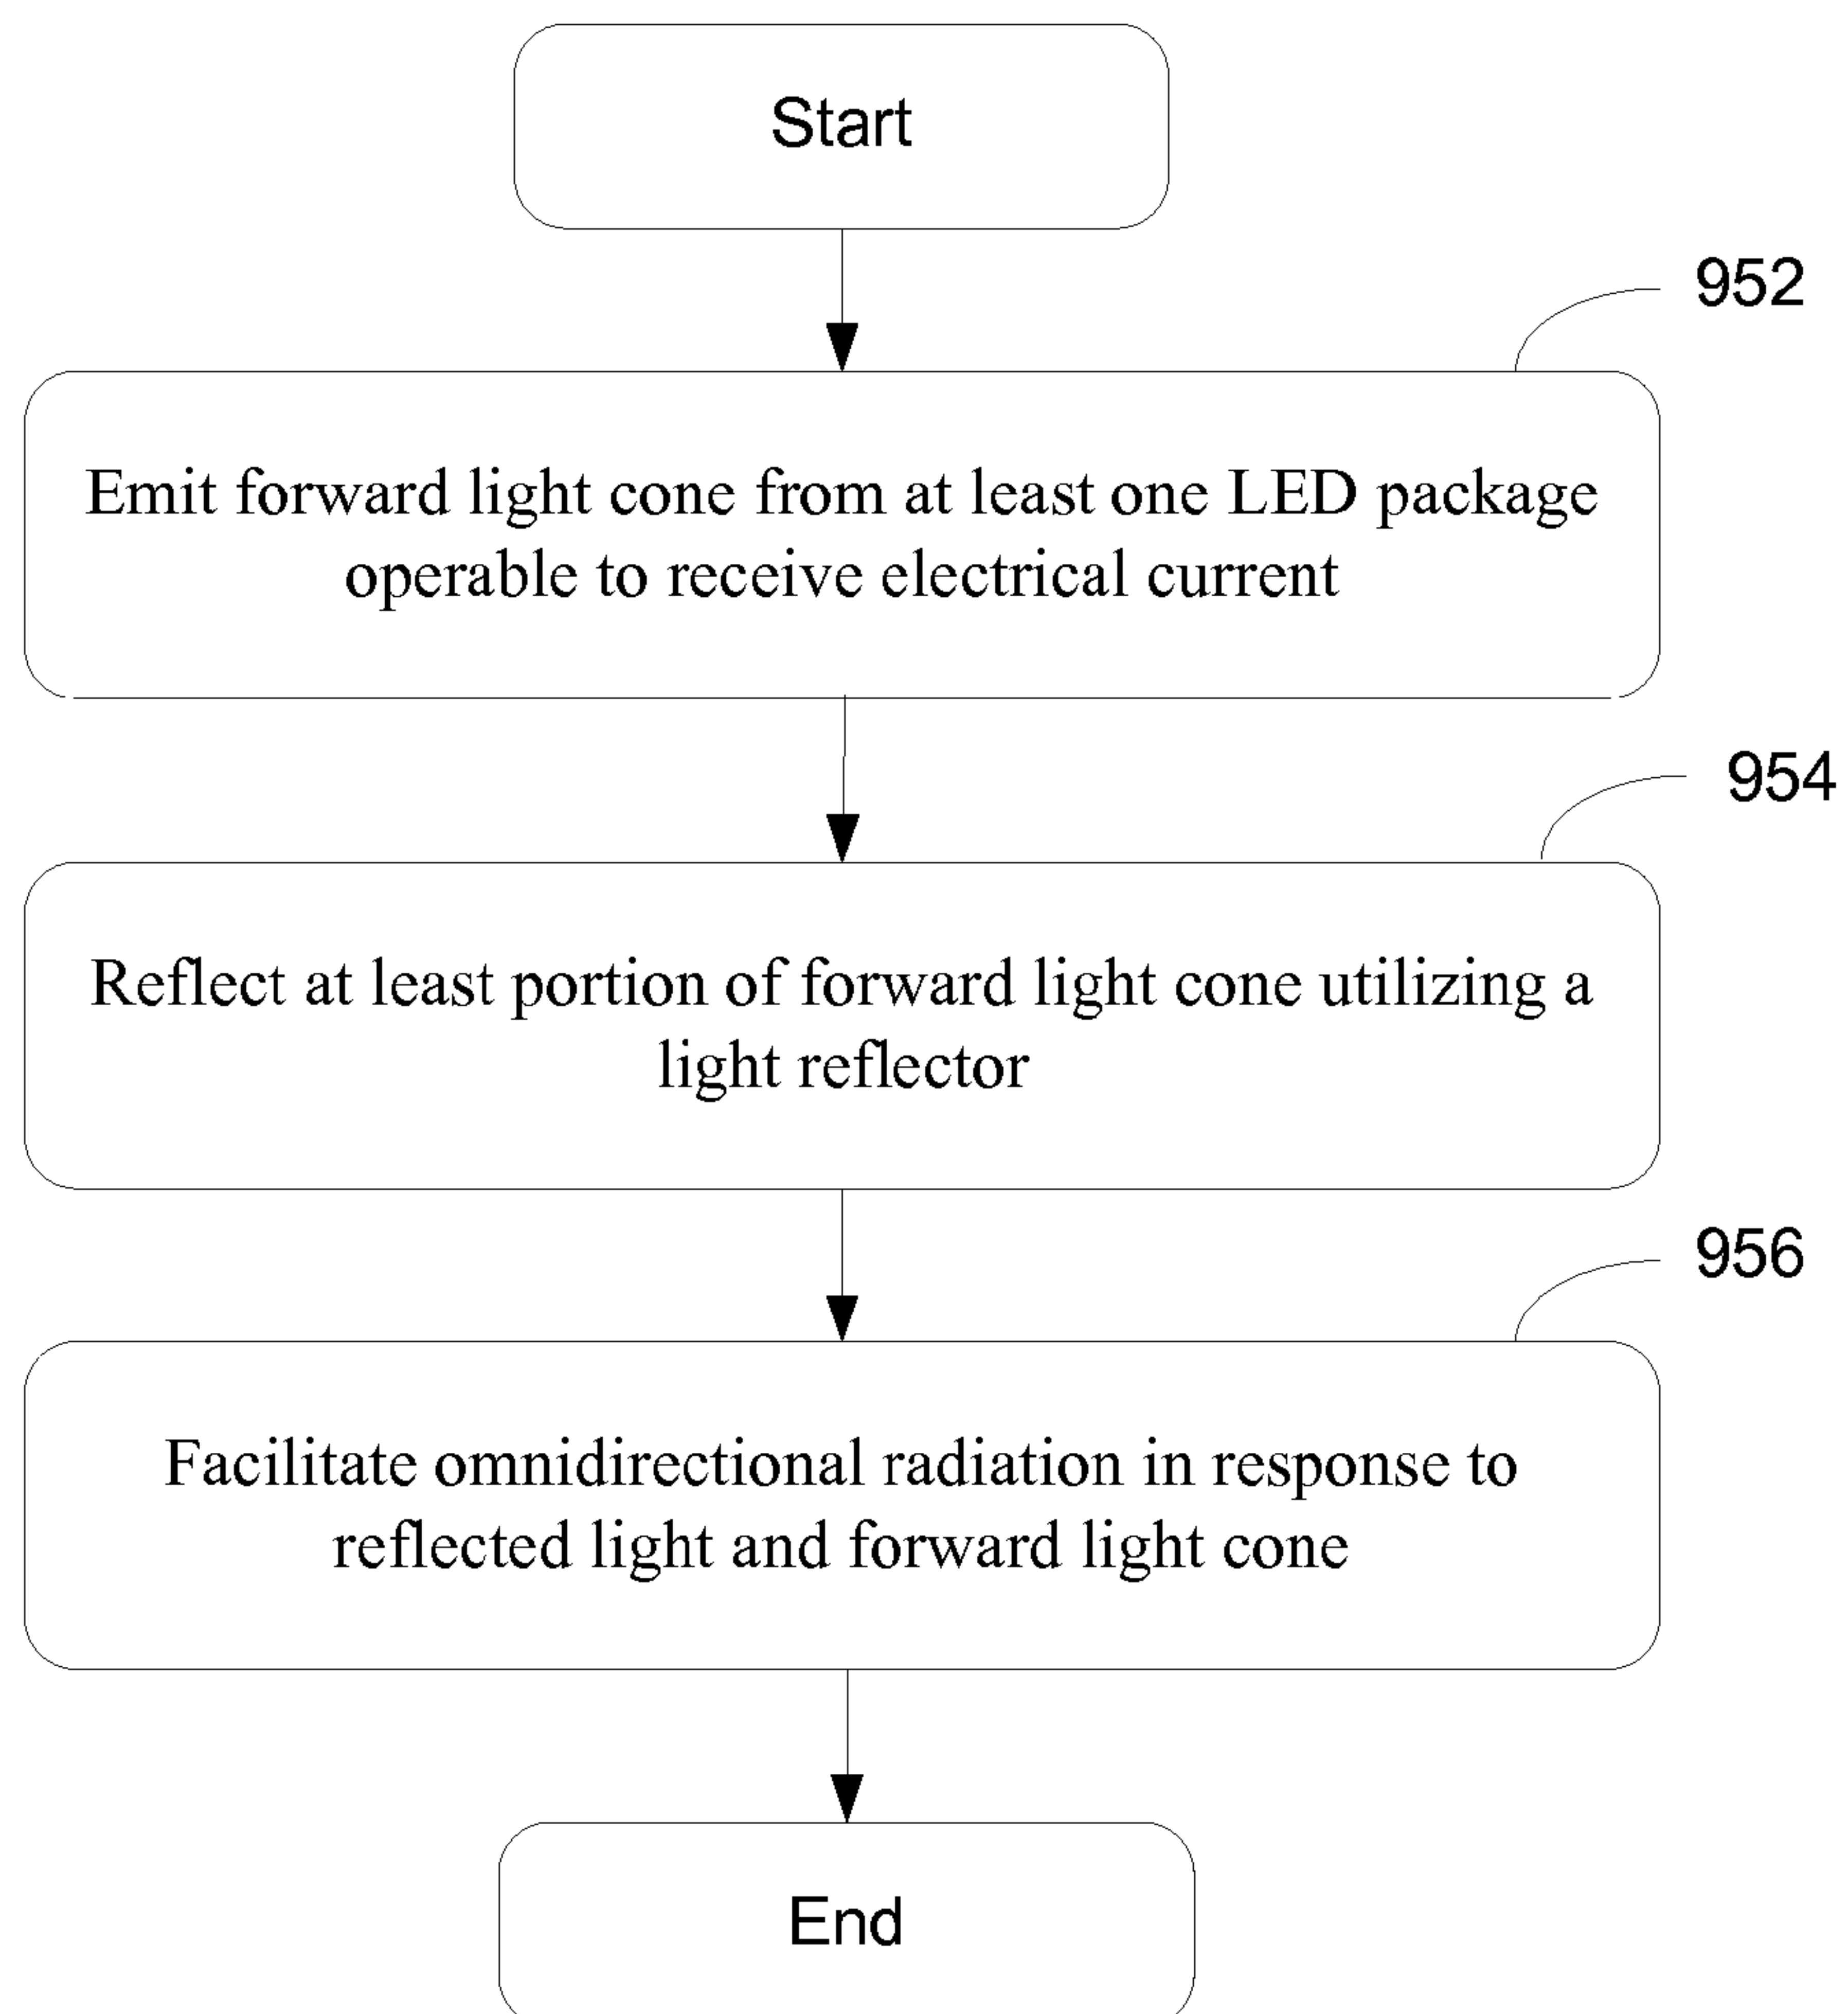 Start
952
Emit forward light cone from at least one LED package
operable to receive electrical current
954
Reflect at least portion of forward light cone utilizing a
light reflector
956
Facilitate omnidirectional radiation in response to
reflected light and forward light cone
End